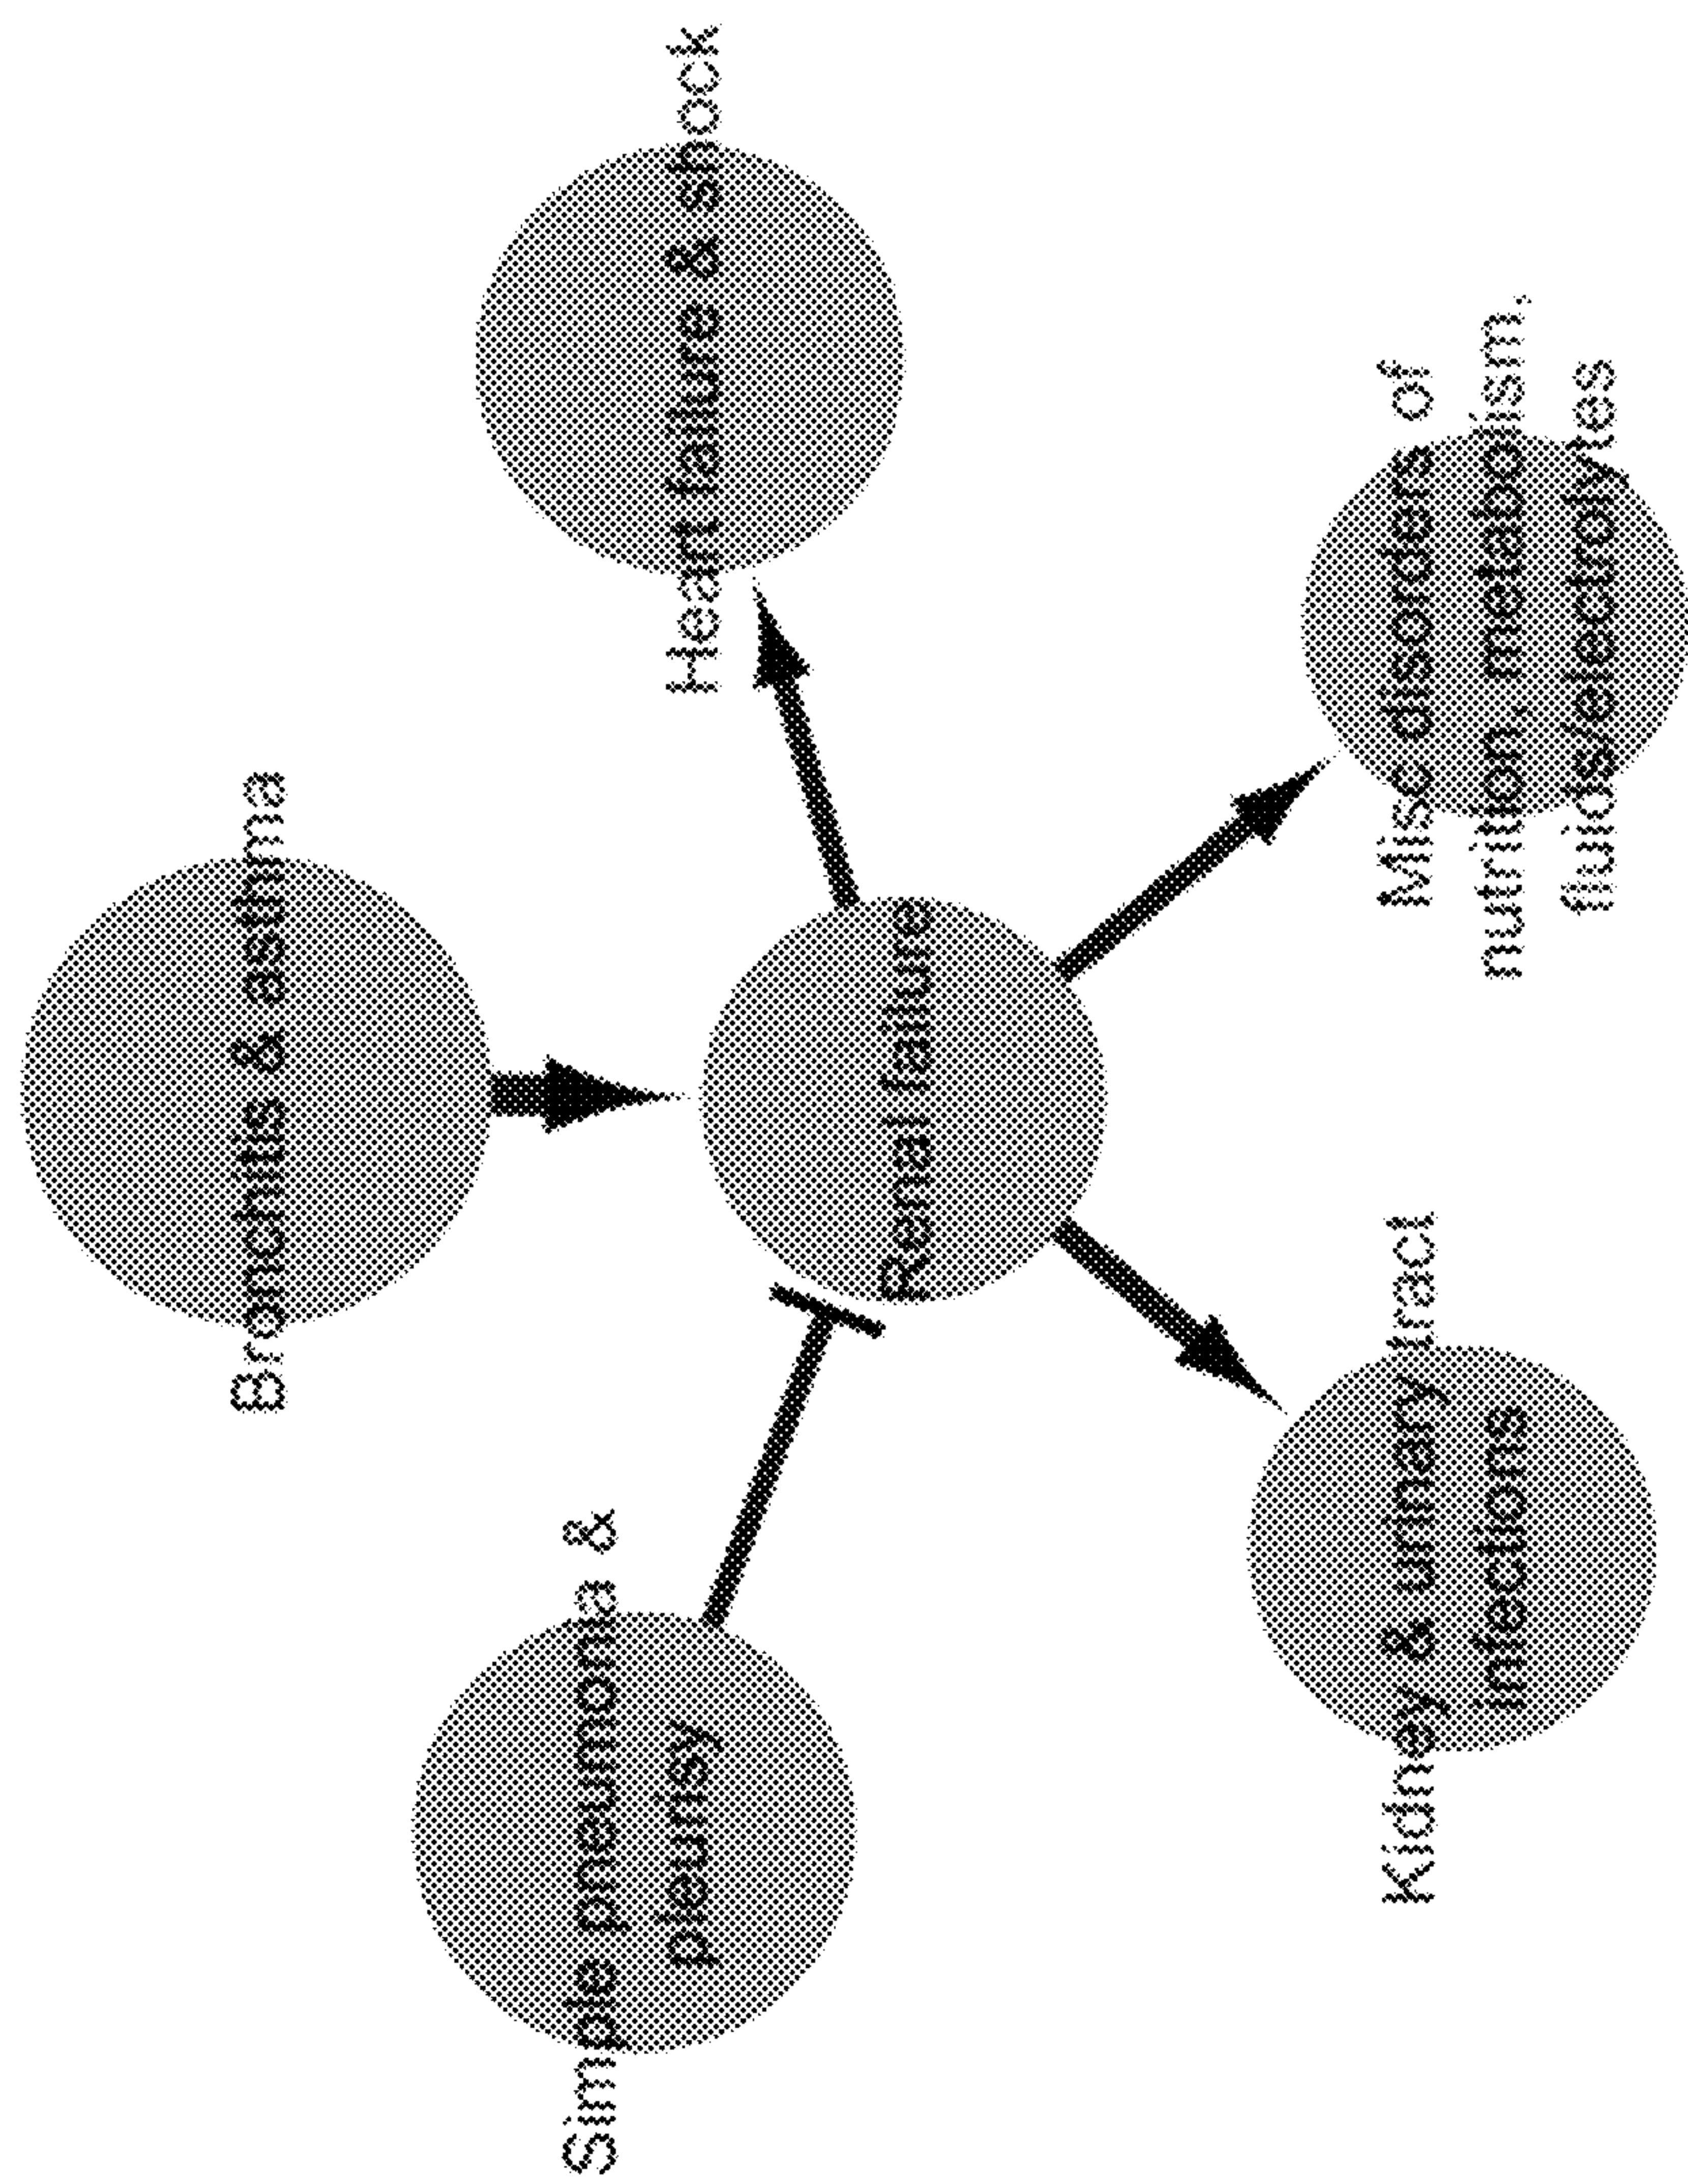 Bronchitis & asthma
Simple pneumonia &
pleurisy
Heart failure & shock
Renal failure
Kidney & urinary tract
infections
Misc disorders of
nutrition, metabolism,
fluids/electrolytes